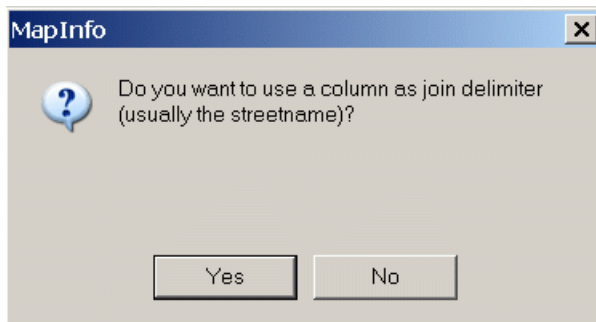 MapInfo
Do you want to use a column as join delimiter
(usually the streetname)?
Yes
No